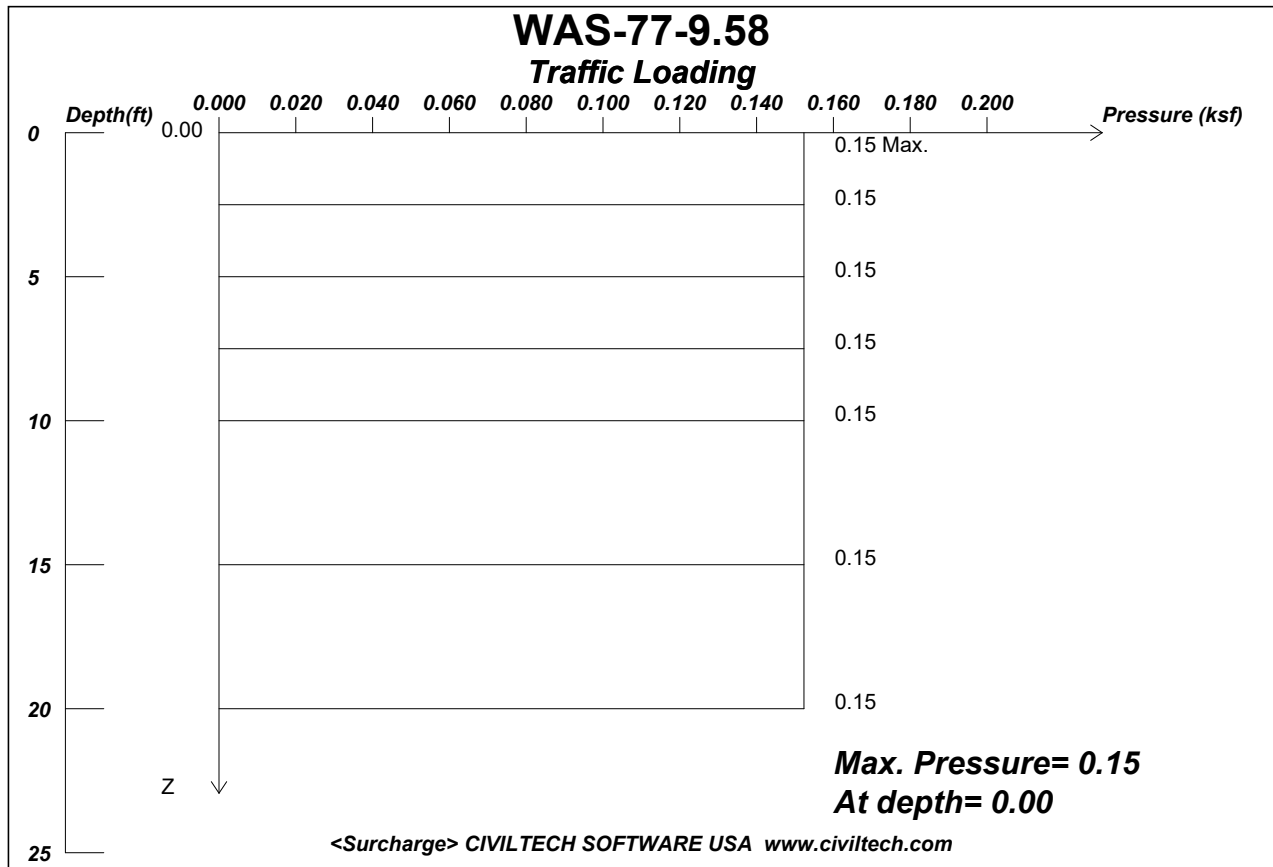 WAS-77-9.58
Traffic Loading
Depth(ft) 0.000 0.020 0.040 0.060 0.080 0.100 0.120 0.140 0.160 0.180 0.200 Pressure (ksf)
0 0.00 0.15 Max.
0.15
5 0.15
0.15
10 0.15
15 0.15
20 0.15
Max. Pressure= 0.15
Z
At depth= 0.00
<Surcharge> CIVILTECH SOFTWARE USA www.civiltech.com
25